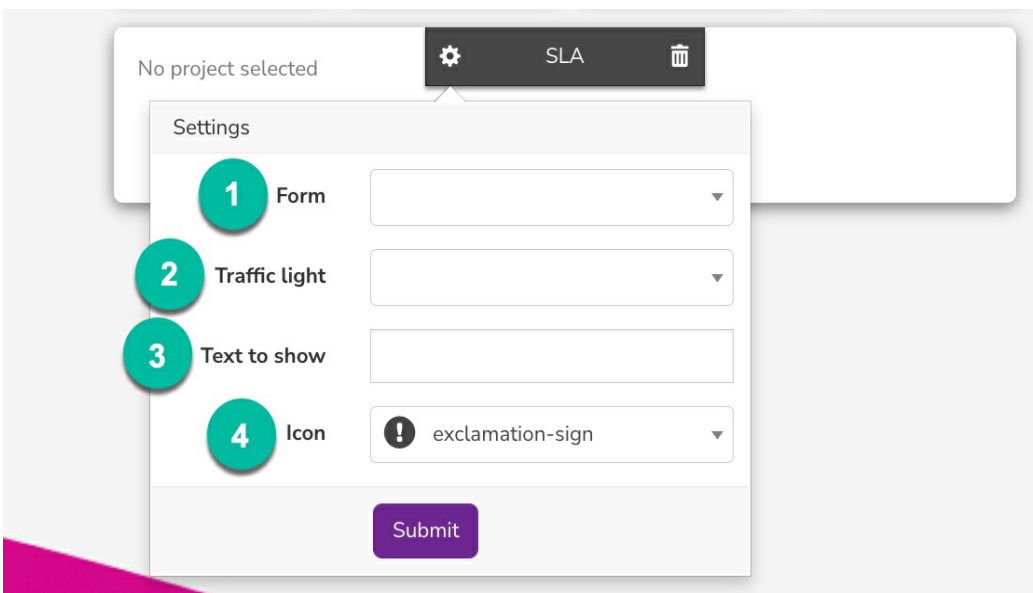 No project selected
SLA
Settings
1 Form
2 Traffic light
3 Text to show
4 Icon
exclamation-sign
Submit